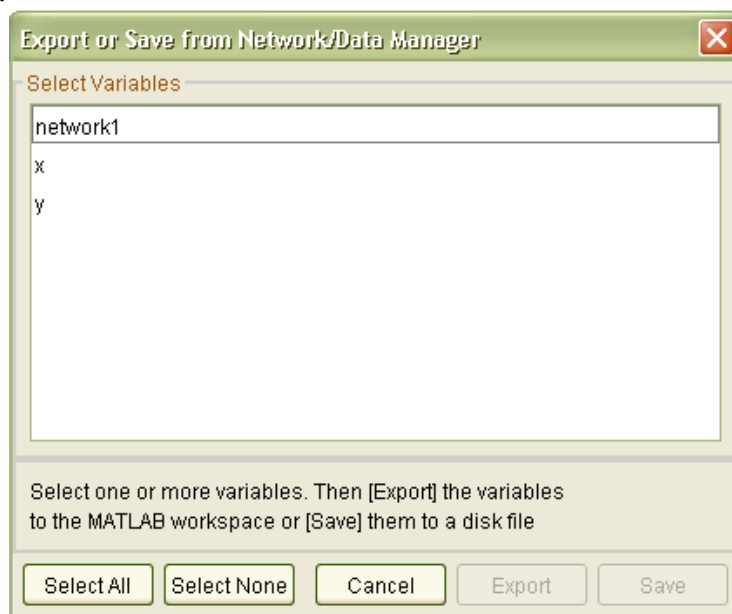 Export or Save from Network/Data Manager
Select Variables
network1
x
y
Select one or more variables. Then [Export] the variables
to the MATLAB workspace or [Save] them to a disk file
Select All Select None Cancel Export Save